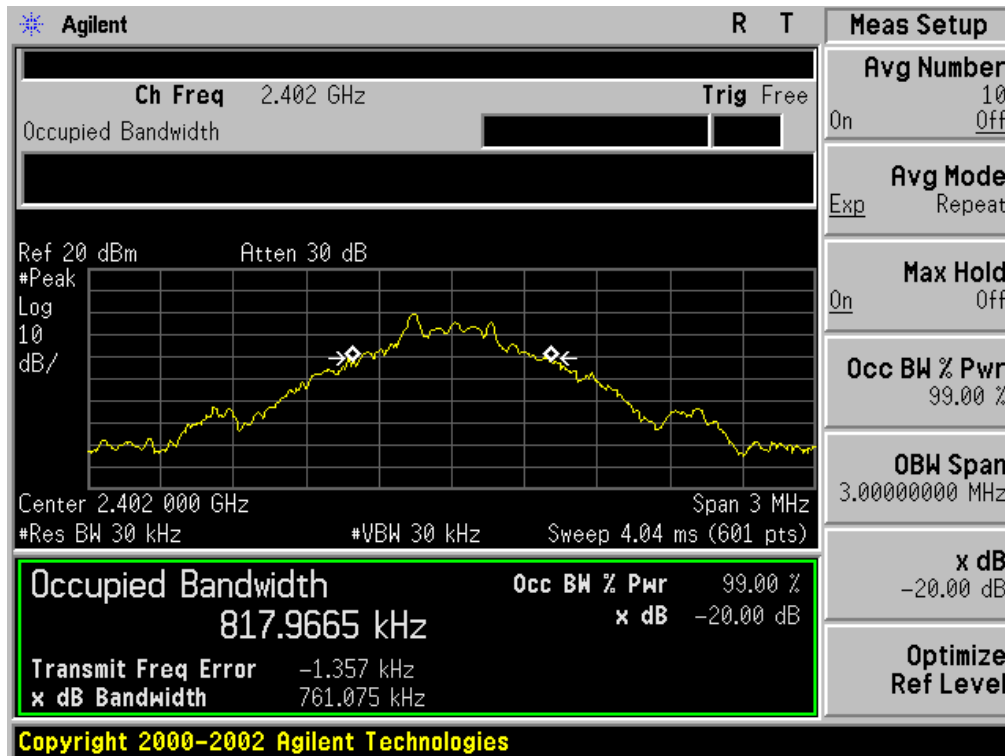 Agilent R T
Ch Freq 2.402 GHz Trig Free
Occupied Bandwidth
Ref 20 dBm Atten 30 dB
#Peak
Log
10
dB/
Center 2.402 000 GHz Span 3 MHz
#Res BW 30 kHz #VBW 30 kHz Sweep 4.04 ms (601 pts)
Occupied Bandwidth
817.9665 kHz
Occ BW % Pwr 99.00 %
x dB -20.00 dB
Transmit Freq Error -1.357 kHz
x dB Bandwidth 761.075 kHz
Meas Setup
Avg Number
10
On Off
Avg Mode
Exp Repeat
Max Hold
On Off
Occ BW % Pwr
99.00 %
OBW Span
3.00000000 MHz
x dB
-20.00 dB
Optimize
Ref Level
Copyright 2000-2002 Agilent Technologies